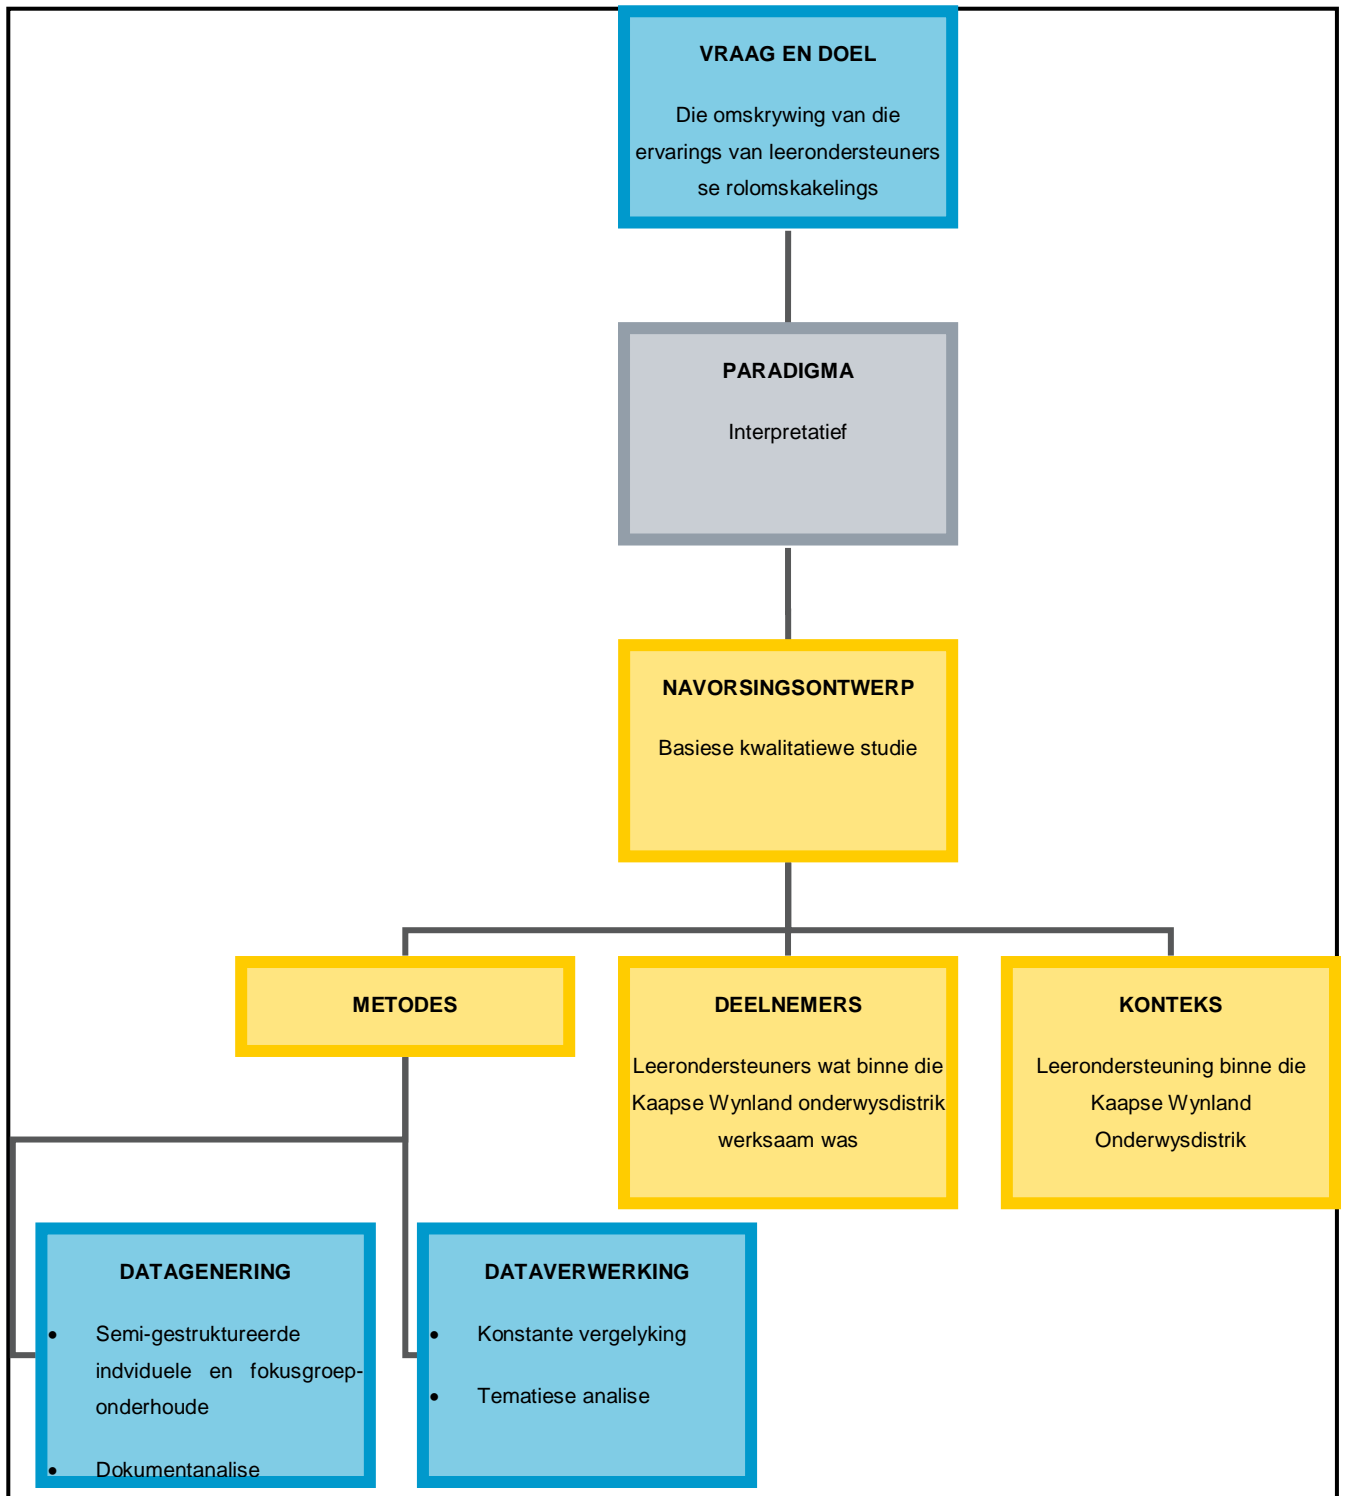 VRAAG EN DOEL
Die omskrywing van die
ervarings van leerondersteuners
se rolomskakelings
PARADIGMA
Interpretatief
NAVORSINGSONTWERP
Basiese kwalitatiewe studie
METODES
DEELNEMERS
Leerondersteuners wat binne die
Kaapse Wynland onderwysdistrik
werksaam was
KONTEKS
Leerondersteuning binne die
Kaapse Wynland
Onderwysdistrik
DATAGENERING
• Semi-gestruktureerde
indviduele en fokusgroep-
onderhoude
• Dokumentanalise
DATAVERWERKING
• Konstante vergelyking
• Tematiese analise